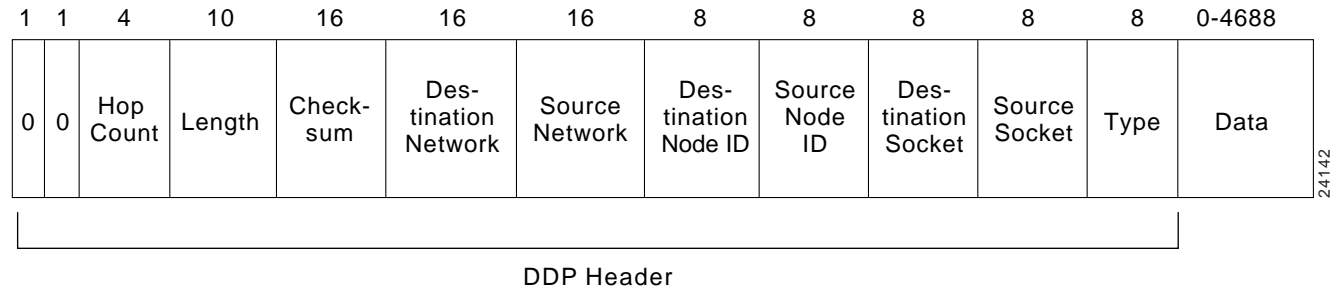 1 1 4 10 16 16 16 8 8 8 8 8 0-4688
0
0
Hop
Count
Length
Check-
sum
Des-
tination
Network
Source
Network
Des-
tination
Node ID
Source
Node
ID
Des-
tination
Socket
Source
Socket
Type
Data
24142
DDP Header